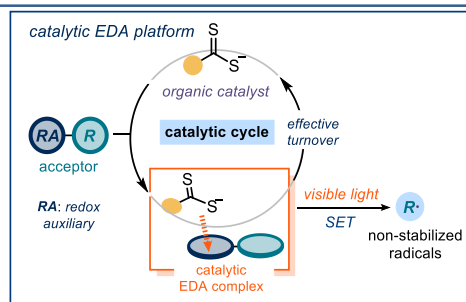 catalytic EDA platform
S
S−
organic catalyst
RA
R
acceptor
catalytic cycle
effective
turnover
RA: redox
auxiliary
S
S−
visible light
SET
R·
non-stabilized
radicals
catalytic
EDA complex